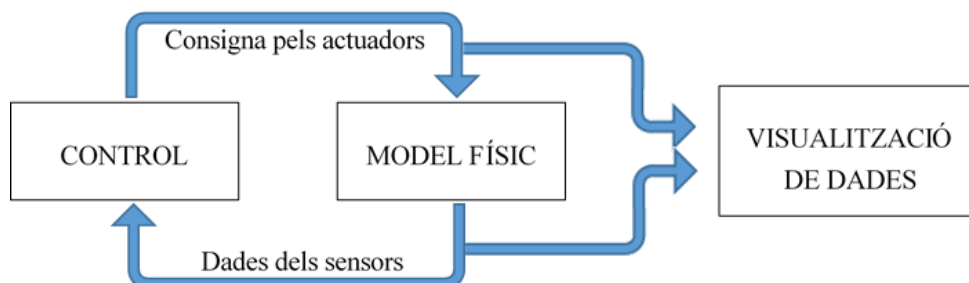 Consigna pels actuadors
CONTROL
MODEL FÍSIC
VISUALITZACIÓ
DE DADES
Dades dels sensors